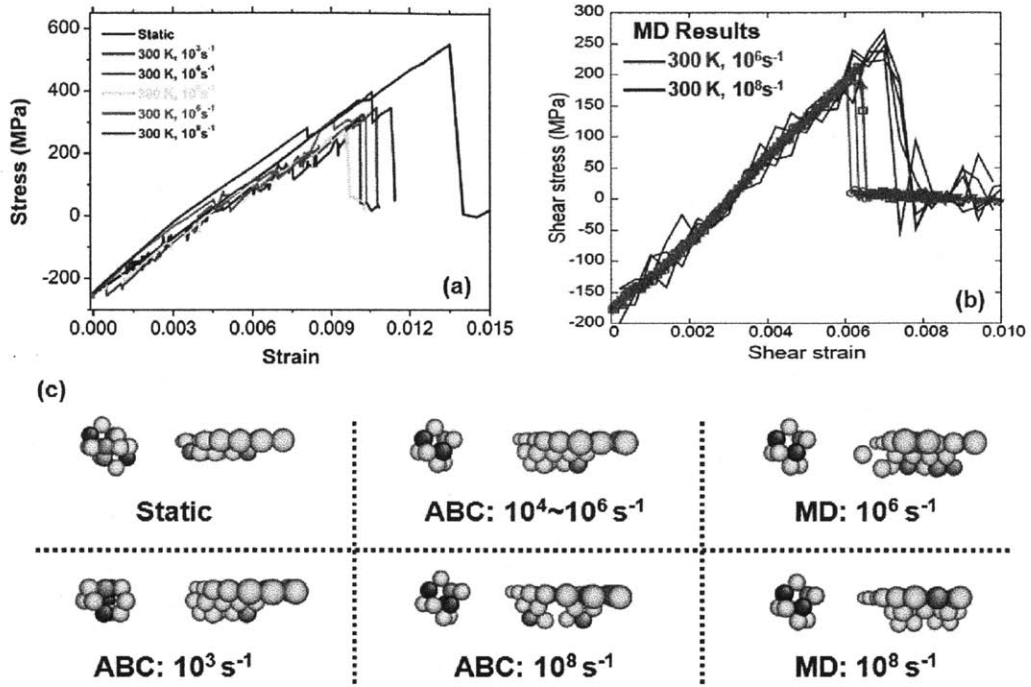 Stress (MPa)
600
400
200
0
-200
Static
300 K, 10³s⁻¹
300 K, 10⁴s⁻¹
300 K, 10⁶s⁻¹
300 K, 10⁸s⁻¹
(a)
0.000 0.003 0.006 0.009 0.012 0.015
Strain
Shear stress (MPa)
300
250
200
150
100
50
0
-50
-100
-150
-200
MD Results
300 K, 10⁶s⁻¹
300 K, 10⁸s⁻¹
(b)
0 0.002 0.004 0.006 0.008 0.010
Shear strain
(c)
Static
ABC: 10⁴~10⁶ s⁻¹
MD: 10⁶ s⁻¹
ABC: 10³ s⁻¹
ABC: 10⁸ s⁻¹
MD: 10⁸ s⁻¹